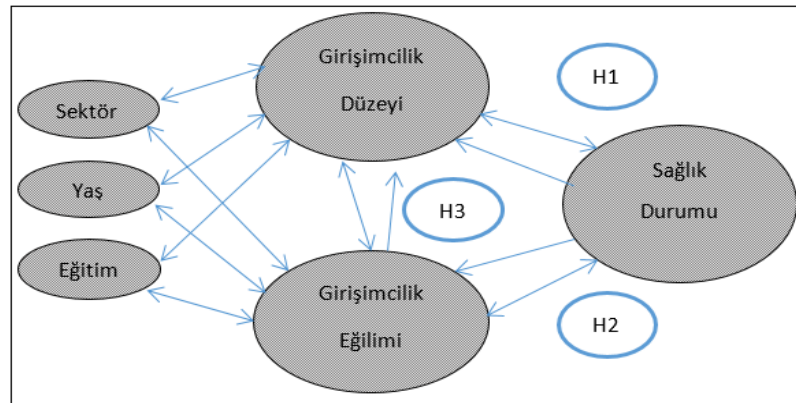 Girişimcilik
Düzeyi
H1
Sektör
Sağlık
Durumu
Yaş
H3
Eğitim
Girişimcilik
Eğilimi
H2